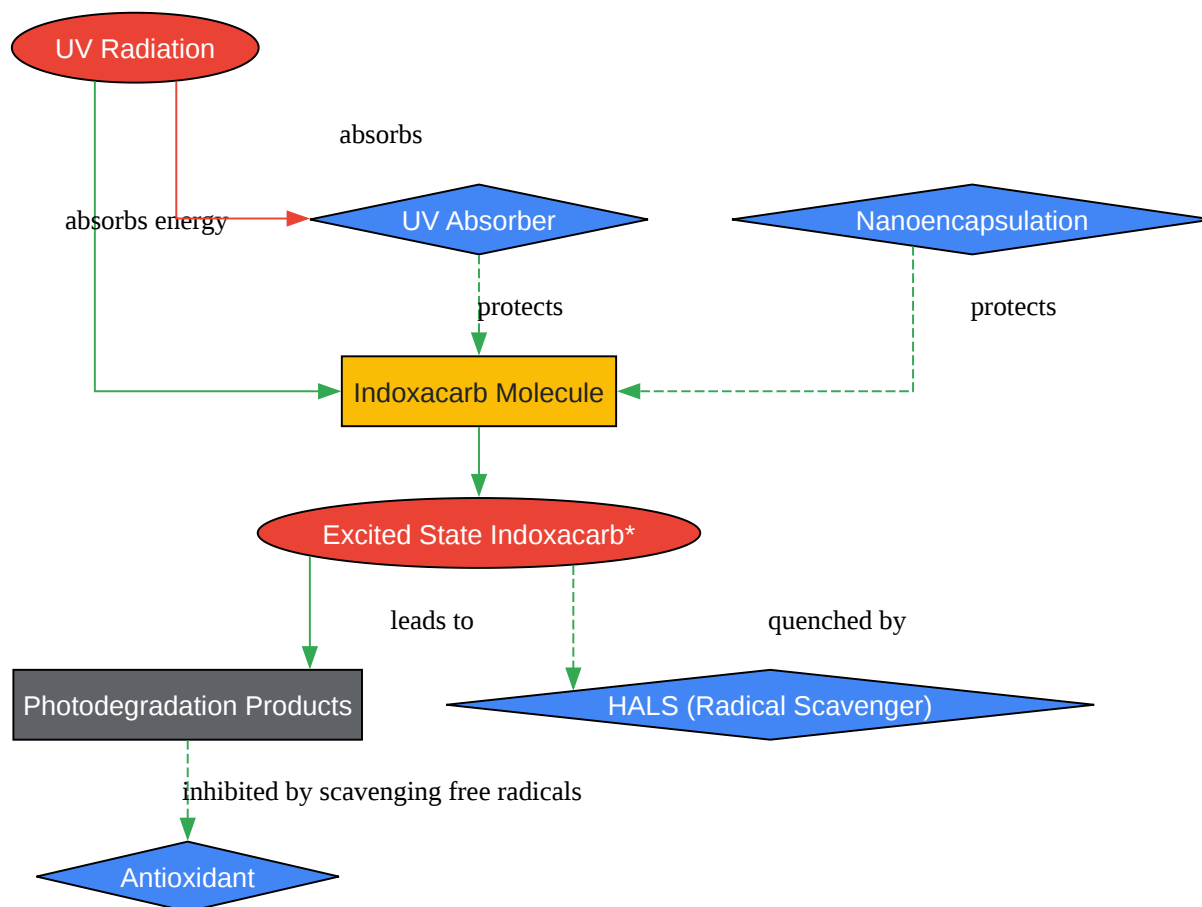 UV Radiation
absorbs
absorbs energy
UV Absorber
Nanoencapsulation
protects
protects
Indoxacarb Molecule
Excited State Indoxacarb*
leads to
quenched by
Photodegradation Products
HALS (Radical Scavenger)
inhibited by scavenging free radicals
Antioxidant